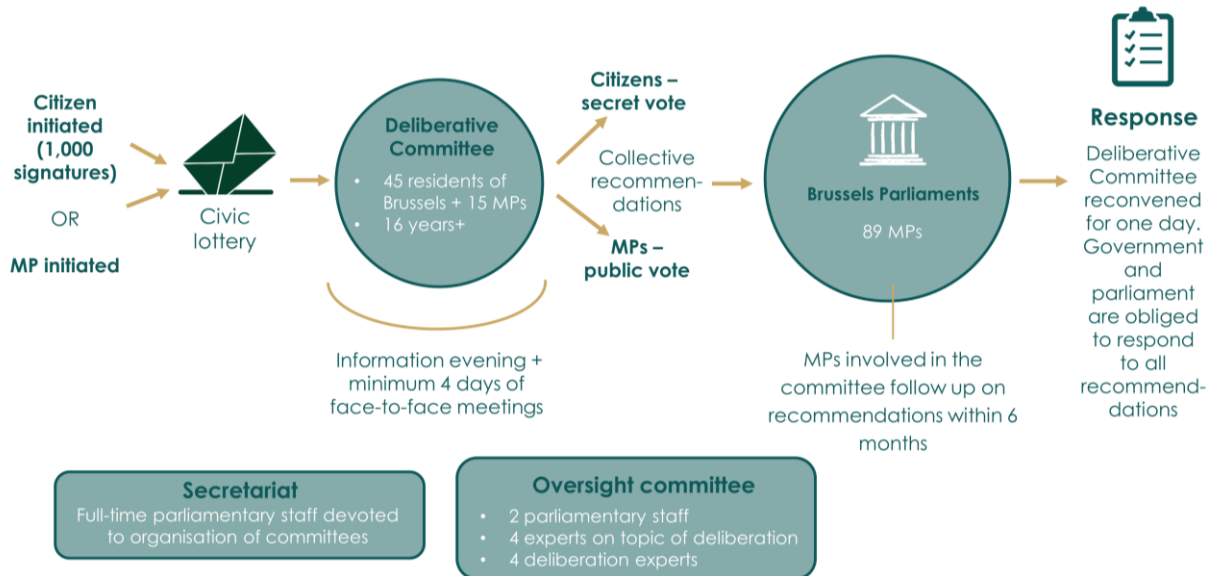 Citizen
initiated
(1,000
signatures)
OR
MP initiated
Civic
lottery
Deliberative
Committee
• 45 residents of
Brussels + 15 MPs
• 16 years+
Information evening +
minimum 4 days of
face-to-face meetings
Citizens –
secret vote
Collective
recommen-
dations
MPs –
public vote
Brussels Parliaments
89 MPs
MPs involved in the
committee follow up on
recommendations within 6
months
Response
Deliberative
Committee
reconvened
for one day.
Government
and
parliament
are obliged
to respond
to all
recommend-
dations
Secretariat
Full-time parliamentary staff devoted
to organisation of committees
Oversight committee
• 2 parliamentary staff
• 4 experts on topic of deliberation
• 4 deliberation experts